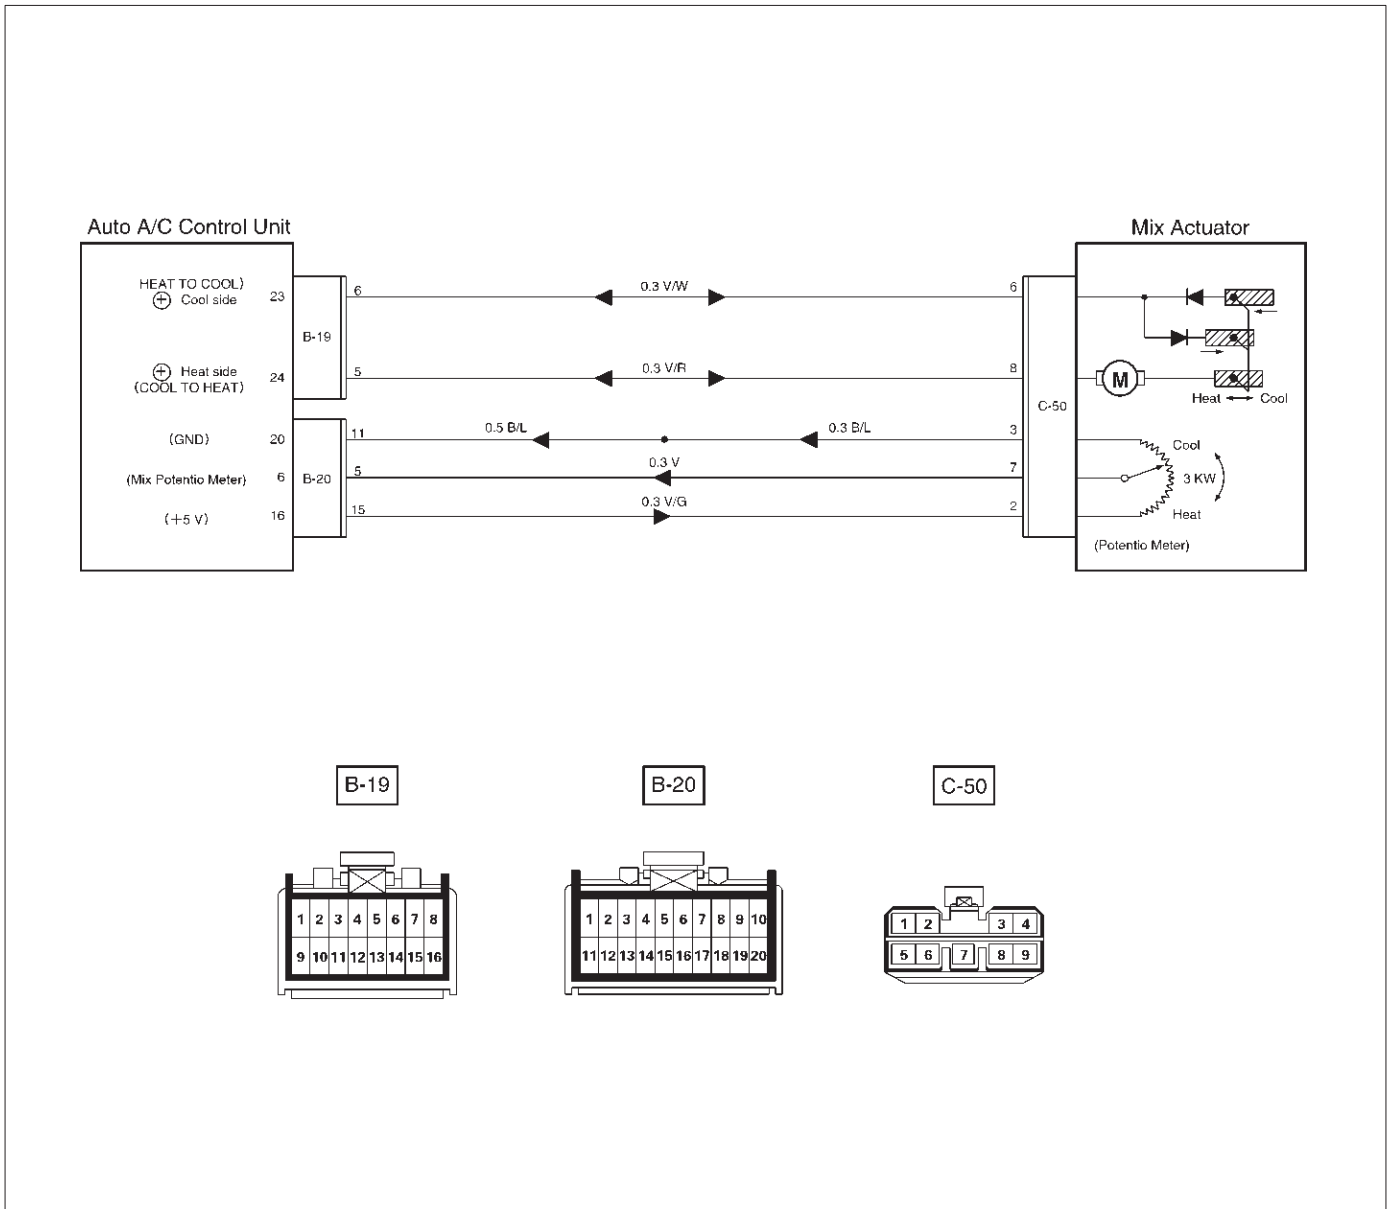 Auto A/C Control Unit
Mix Actuator
HEAT TO COOL)
⊕ Cool side 23
6
0.3 V/W
6
B-19
⊕ Heat side
(COOL TO HEAT) 24
5
0.3 V/R
8
M
Heat Cool
C-50
(GND) 20
11
0.5 B/L
0.3 B/L
3
Cool
(Mix Potentio Meter) 6
B-20
5
0.3 V
7
3 KW
(+5 V) 16
15
0.3 V/G
2
Heat
(Potentio Meter)
B-19
B-20
C-50
1 2 3 4 5 6 7 8
9 10 11 12 13 14 15 16
1 2 3 4 5 6 7 8 9 10
11 12 13 14 15 16 17 18 19 20
1 2 3 4
5 6 7 8 9